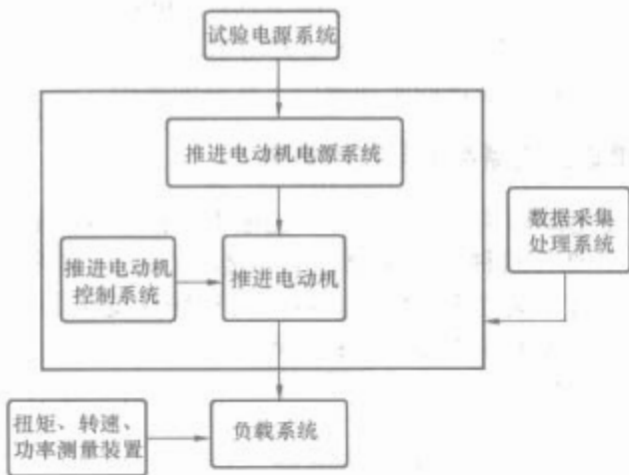 试验电源系统
推进电动机电源系统
数据采集
处理系统
推进电动机
控制系统
推进电动机
扭矩、转速、
功率测量装置
负载系统